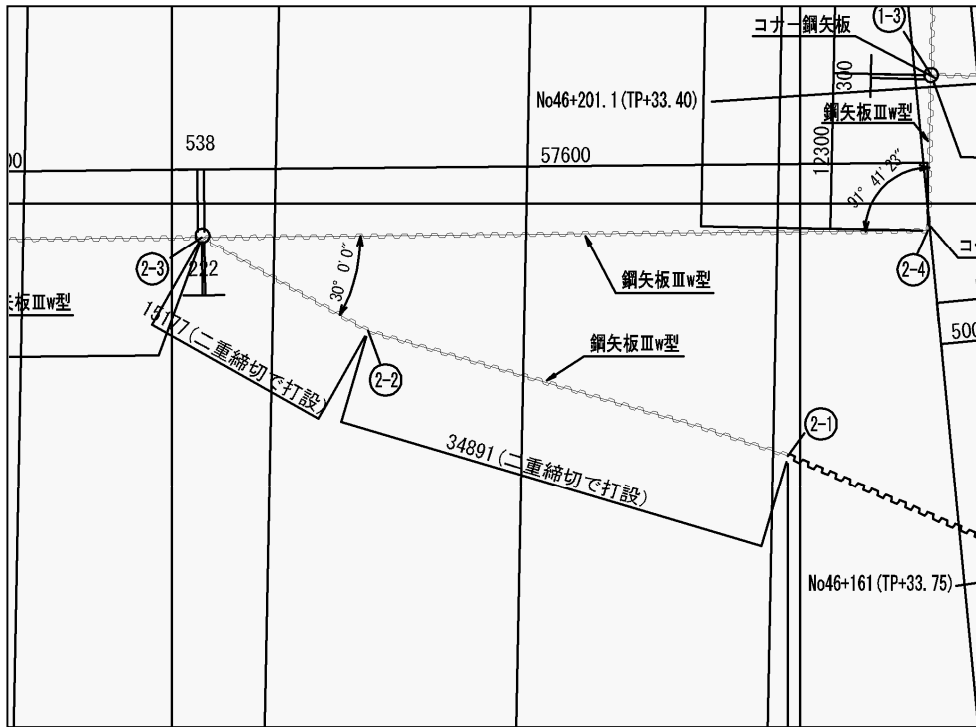 コナー鋼矢板
1-3
300
No46+201.1(TP+33.40)
鋼矢板Ⅲw型
538
57600
12300
91° 41′ 23″
2-3
222
30° 0′ 0″
鋼矢板Ⅲw型
2-4
矢板Ⅲw型
15177(二重締切で打設)
鋼矢板Ⅲw型
500
2-2
34891(二重締切で打設)
2-1
No46+161(TP+33.75)